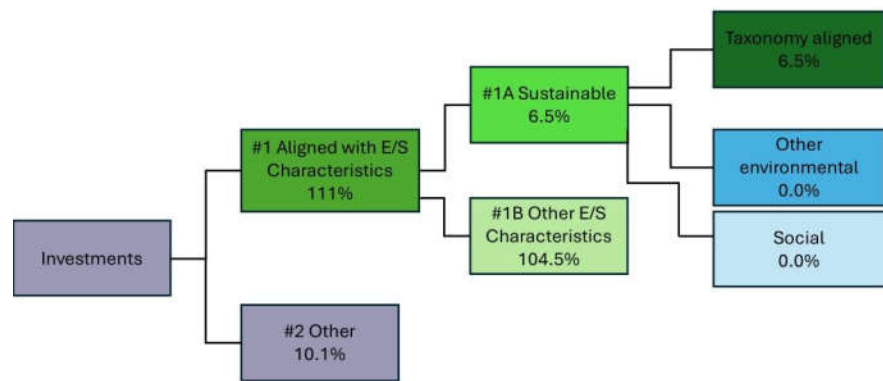 Investments
#1 Aligned with E/S
Characteristics
111%
#2 Other
10.1%
#1A Sustainable
6.5%
#1B Other E/S
Characteristics
104.5%
Taxonomy aligned
6.5%
Other
environmental
0.0%
Social
0.0%